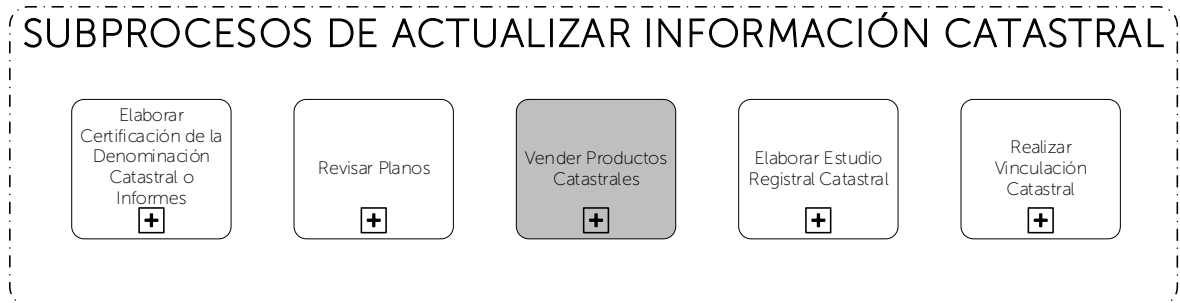 SUBPROCESOS DE ACTUALIZAR INFORMACIÓN CATASTRAL
Elaborar
Certificación de la
Denominación
Catastral o
Informes
Revisar Planos
Vender Productos
Catastrales
Elaborar Estudio
Registral Catastral
Realizar
Vinculación
Catastral